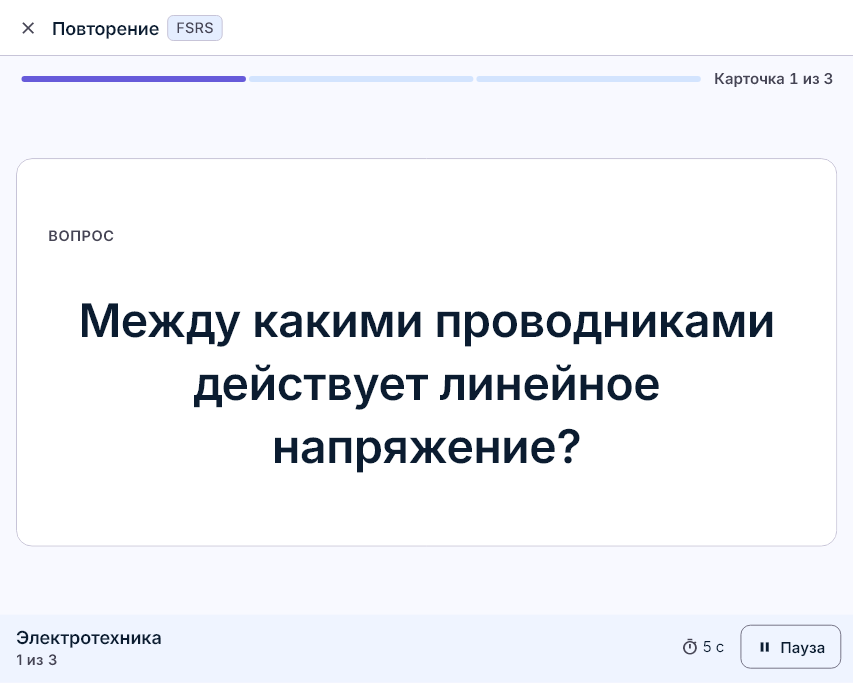 Повторение FSRS
Карточка 1 из 3
ВОПРОС
Между какими проводниками
действует линейное
напряжение?
Электротехника
1 из 3
5 с
Пауза